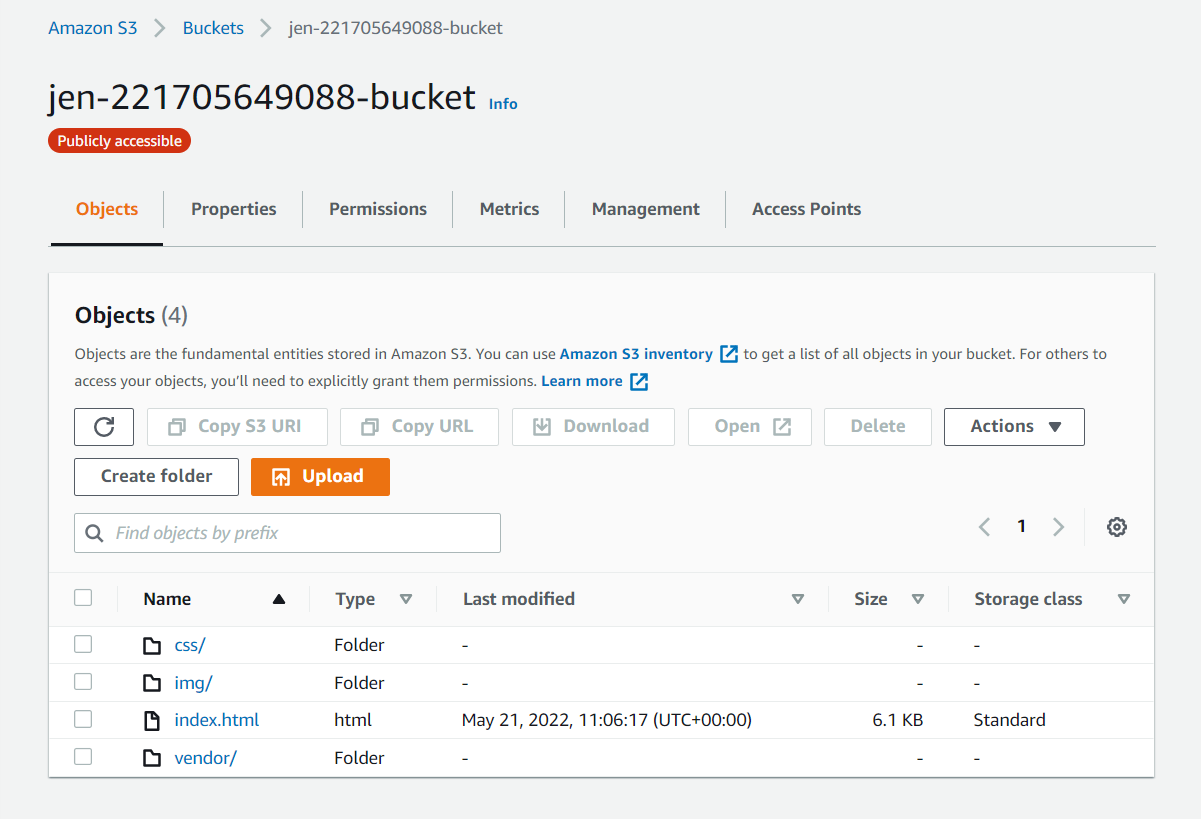 Amazon S3 > Buckets > jen-221705649088-bucket
jen-221705649088-bucket Info
Publicly accessible
Objects Properties Permissions Metrics Management Access Points
Objects (4)
Objects are the fundamental entities stored in Amazon S3. You can use Amazon S3 inventory to get a list of all objects in your bucket. For others to
access your objects, you’ll need to explicitly grant them permissions. Learn more
Copy S3 URI Copy URL Download Open Delete Actions
Create folder Upload
Find objects by prefix 1
Name Type Last modified Size Storage class
css/ Folder - - -
img/ Folder - - -
index.html html May 21, 2022, 11:06:17 (UTC+00:00) 6.1 KB Standard
vendor/ Folder - - -